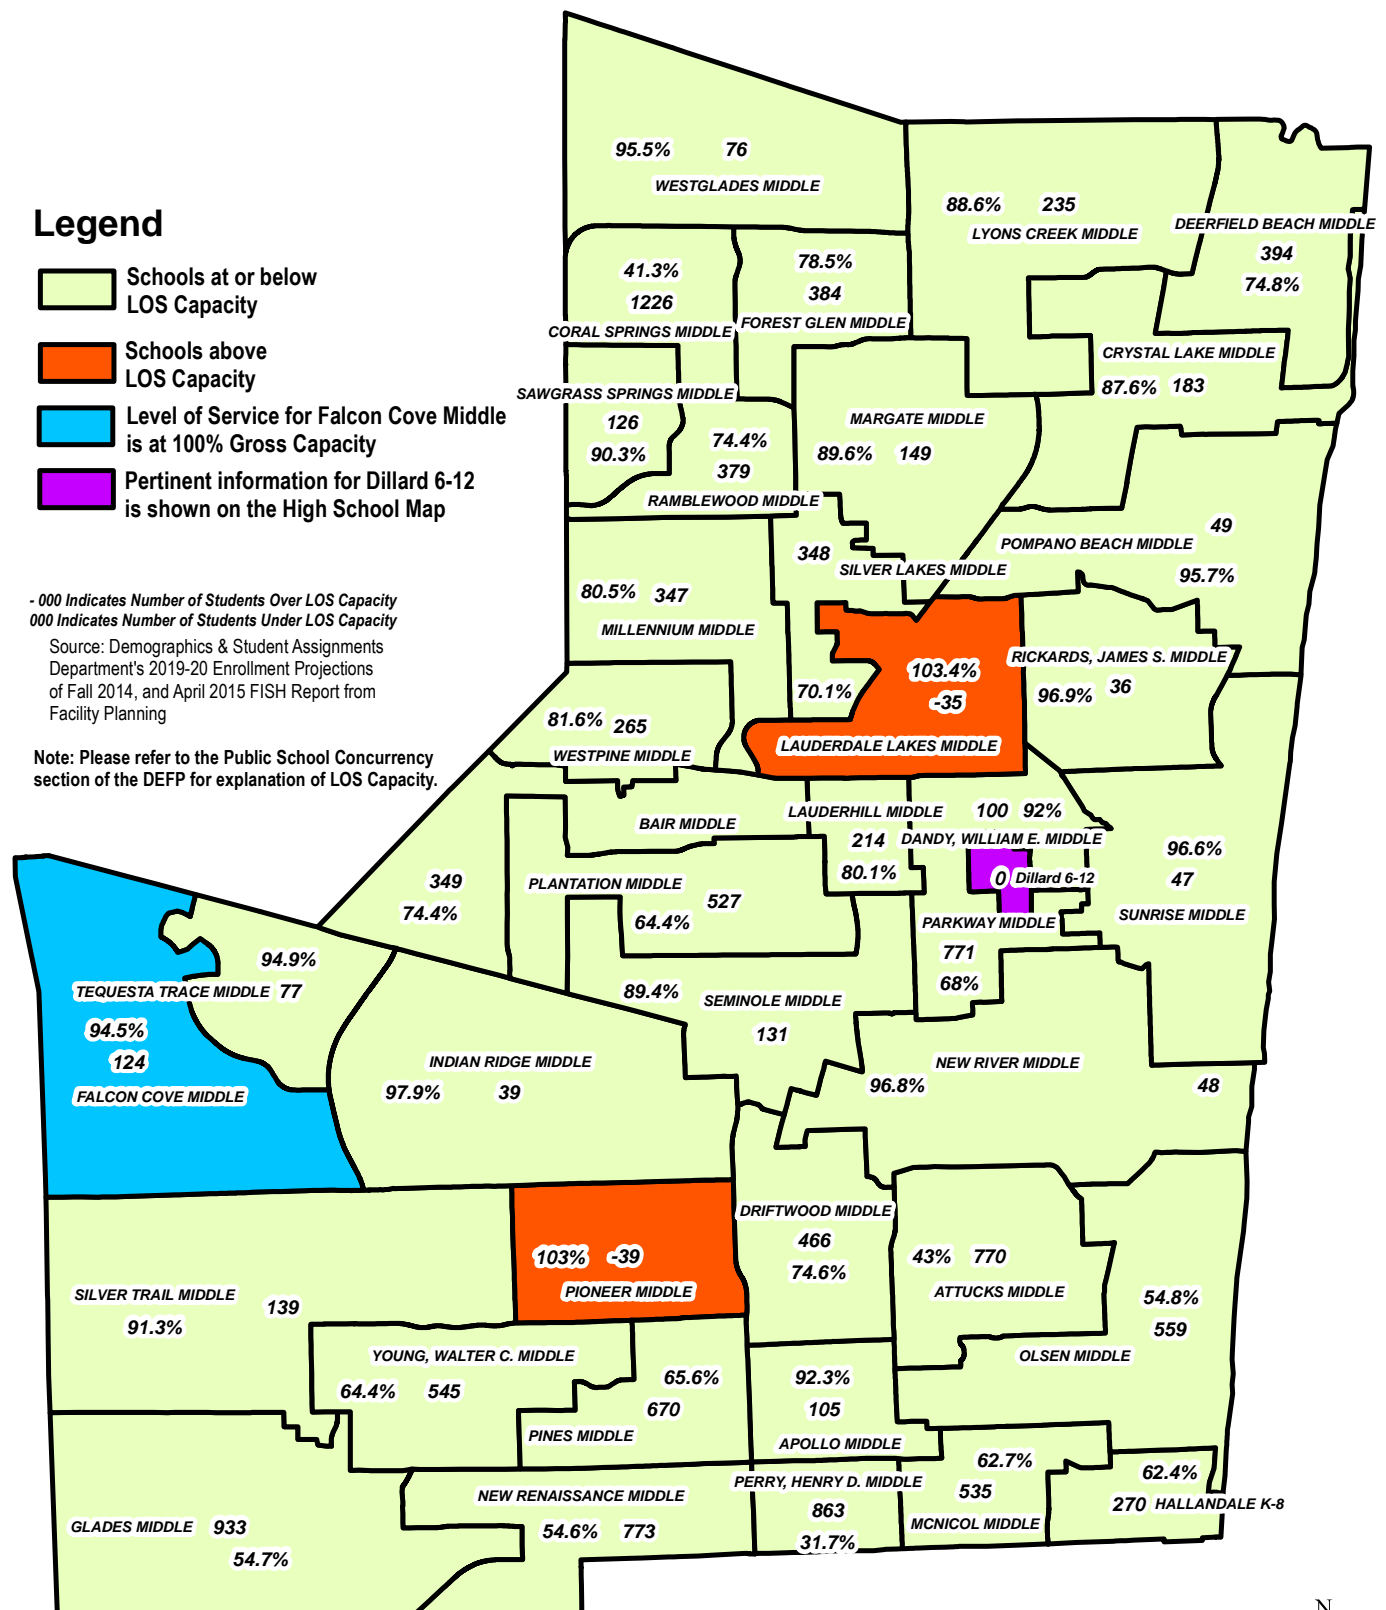 Legend
Schools at or below
LOS Capacity
Schools above
LOS Capacity
Level of Service for Falcon Cove Middle
is at 100% Gross Capacity
Pertinent information for Dillard 6-12
is shown on the High School Map
- 000 Indicates Number of Students Over LOS Capacity
000 Indicates Number of Students Under LOS Capacity
Source: Demographics & Student Assignments
Department's 2019-20 Enrollment Projections
of Fall 2014, and April 2015 FISH Report from
Facility Planning
Note: Please refer to the Public School Concurrency
section of the DEFP for explanation of LOS Capacity.
95.5% 76
WESTGLADES MIDDLE
88.6% 235
LYONS CREEK MIDDLE
DEERFIELD BEACH MIDDLE
394
74.8%
41.3%
1226
CORAL SPRINGS MIDDLE
78.5%
384
FOREST GLEN MIDDLE
CRYSTAL LAKE MIDDLE
87.6% 183
SAWGRASS SPRINGS MIDDLE
126
90.3%
74.4%
379
RAMBLEWOOD MIDDLE
MARGATE MIDDLE
89.6% 149
49
POMPANO BEACH MIDDLE
95.7%
348
SILVER LAKES MIDDLE
70.1%
80.5% 347
MILLENNIUM MIDDLE
103.4%
-35
LAUDERDALE LAKES MIDDLE
RICKARDS, JAMES S. MIDDLE
96.9% 36
81.6% 265
WESTPINE MIDDLE
BAIR MIDDLE
349
74.4%
LAUDERHILL MIDDLE
214
80.1%
100 92%
DANDY, WILLIAM E. MIDDLE
0 Dillard 6-12
96.6%
47
SUNRISE MIDDLE
PLANTATION MIDDLE
527
64.4%
PARKWAY MIDDLE
771
68%
94.9%
TEQUESTA TRACE MIDDLE 77
94.5%
124
FALCON COVE MIDDLE
89.4%
SEMINOLE MIDDLE
131
INDIAN RIDGE MIDDLE
97.9% 39
NEW RIVER MIDDLE
96.8% 48
DRIFTWOOD MIDDLE
466
74.6%
43% 770
ATTUCKS MIDDLE
103% -39
PIONEER MIDDLE
SILVER TRAIL MIDDLE
139
91.3%
54.8%
559
OLSEN MIDDLE
YOUNG, WALTER C. MIDDLE
64.4% 545
65.6%
670
PINES MIDDLE
92.3%
105
APOLLO MIDDLE
62.7%
535
MCNICOL MIDDLE
62.4%
270 HALLANDALE K-8
PERRY, HENRY D. MIDDLE
863
31.7%
NEW RENAISSANCE MIDDLE
54.6% 773
GLADES MIDDLE 933
54.7%
N